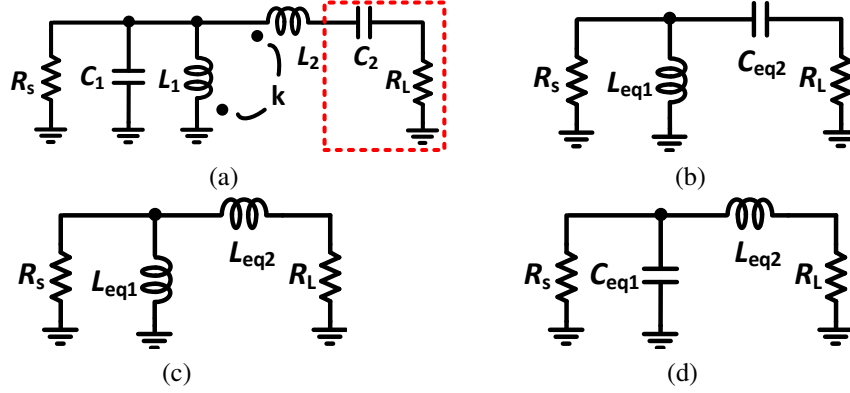 L2
C2
Rs
C1
L1
k
RL
(a)
Rs
Leq1
Ceq2
RL
(b)
Rs
Leq1
Leq2
RL
(c)
Rs
Ceq1
Leq2
RL
(d)